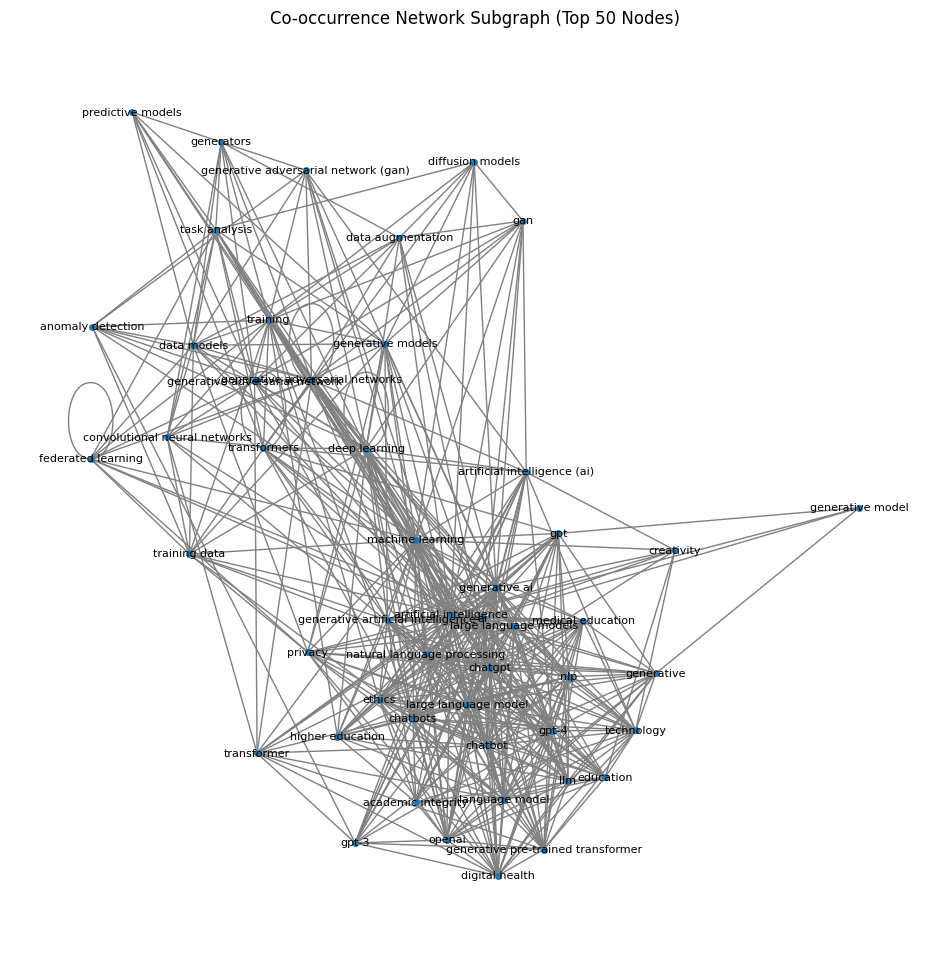 Co-occurrence Network Subgraph (Top 50 Nodes)
predictive models
generators
diffusion models
generative adversarial network (gan)
gan
task analysis
data augmentation
training
anomaly detection
generative models
data models
generative adversarial networks
generative adversarial network
convolutional neural networks
transformers
deep learning
federated learning
artificial intelligence (ai)
generative model
gpt
machine learning
creativity
training data
generative ai
artificial intelligence
generative artificial intelligence
ai
large language models
medical education
privacy
natural language processing
chatgpt
generative
nlp
ethics
large language model
chatbots
gpt-4
technology
higher education
chatbot
transformer
llm
education
academic integrity
language model
gpt-3
openai
generative pre-trained transformer
digital health